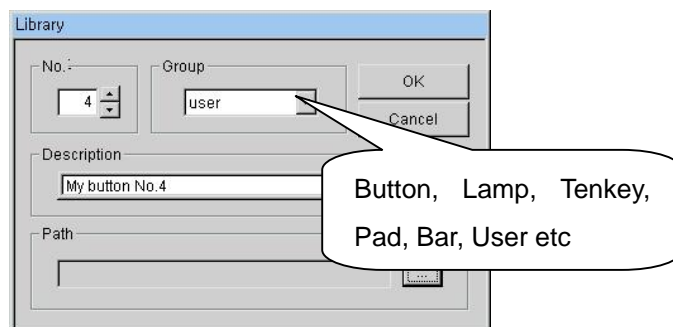 Library
No.:
Group
4
user
OK
Cancel
Description
My button No.4
Button, Lamp, Tenkey,
Pad, Bar, User etc
Path
...